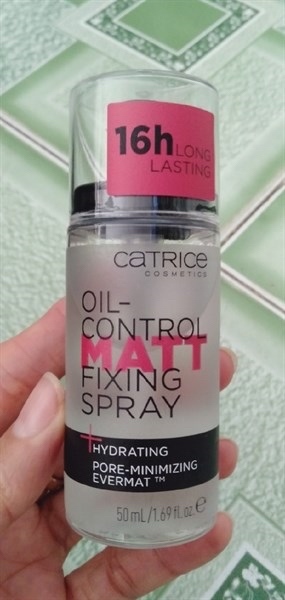 16h LONG
LASTING
CATRICE
COSMETICS
OIL-
CONTROL
MATT
FIXING
SPRAY
+HYDRATING
PORE-MINIMIZING
EVERMAT™
50 mL/1.69 fl.oz. ℮